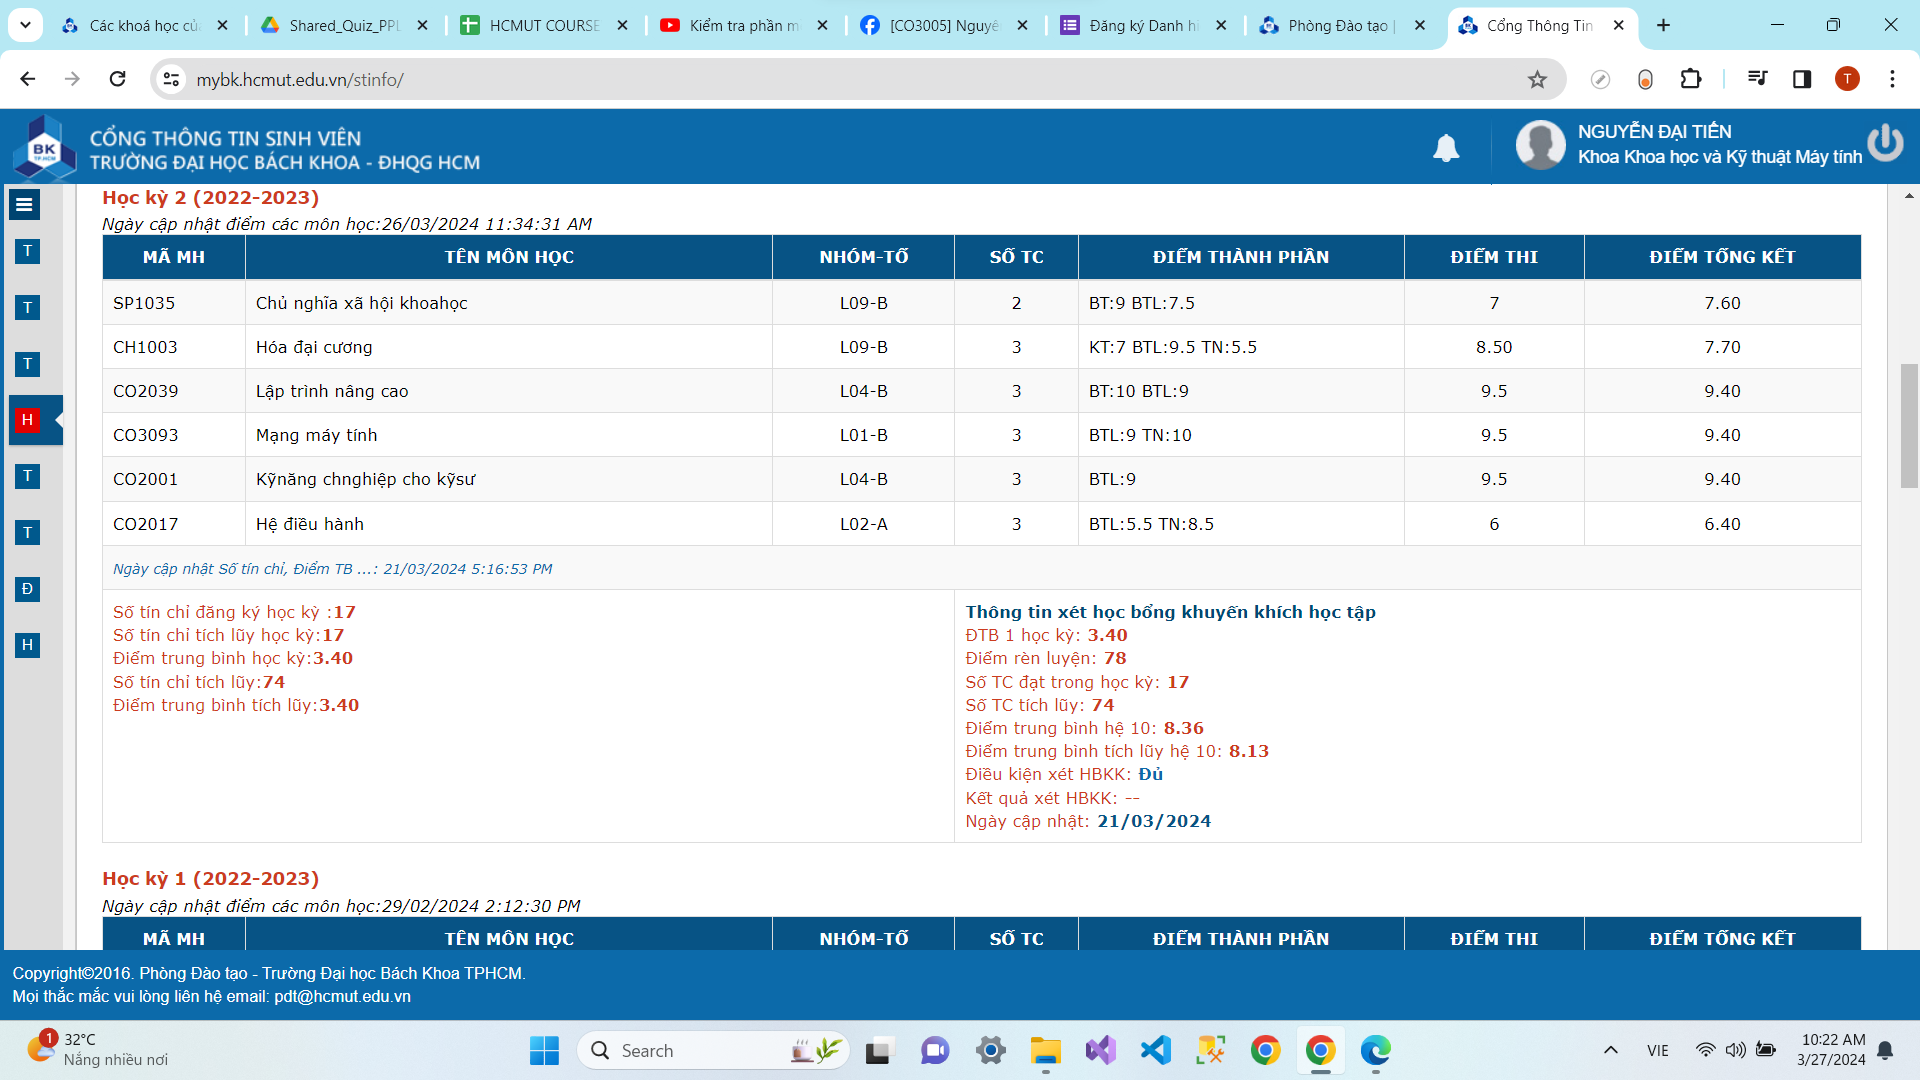 Các khoá học củ
Shared_Quiz_PPL
HCMUT COURSE
Kiểm tra phần m
[CO3005] Nguyê
Đăng ký Danh hi
Phòng Đào tạo |
Cổng Thông Tin
mybk.hcmut.edu.vn/stinfo/
T
BK
TP.HCM
CỔNG THÔNG TIN SINH VIÊN
TRƯỜNG ĐẠI HỌC BÁCH KHOA - ĐHQG HCM
NGUYỄN ĐẠI TIẾN
Khoa Khoa học và Kỹ thuật Máy tính
T
T
T
H
T
T
Đ
H
Học kỳ 2 (2022-2023)
Ngày cập nhật điểm các môn học:26/03/2024 11:34:31 AM
MÃ MH TÊN MÔN HỌC NHÓM-TỔ SỐ TC ĐIỂM THÀNH PHẦN ĐIỂM THI ĐIỂM TỔNG KẾT
SP1035 Chủ nghĩa xã hội khoahọc L09-B 2 BT:9 BTL:7.5 7 7.60
CH1003 Hóa đại cương L09-B 3 KT:7 BTL:9.5 TN:5.5 8.50 7.70
CO2039 Lập trình nâng cao L04-B 3 BT:10 BTL:9 9.5 9.40
CO3093 Mạng máy tính L01-B 3 BTL:9 TN:10 9.5 9.40
CO2001 Kỹnăng chnghiệp cho kỹsư L04-B 3 BTL:9 9.5 9.40
CO2017 Hệ điều hành L02-A 3 BTL:5.5 TN:8.5 6 6.40
Ngày cập nhật Số tín chỉ, Điểm TB ...: 21/03/2024 5:16:53 PM
Số tín chỉ đăng ký học kỳ :17
Số tín chỉ tích lũy học kỳ:17
Điểm trung bình học kỳ:3.40
Số tín chỉ tích lũy:74
Điểm trung bình tích lũy:3.40
Thông tin xét học bổng khuyến khích học tập
ĐTB 1 học kỳ: 3.40
Điểm rèn luyện: 78
Số TC đạt trong học kỳ: 17
Số TC tích lũy: 74
Điểm trung bình hệ 10: 8.36
Điểm trung bình tích lũy hệ 10: 8.13
Điều kiện xét HBKK: Đủ
Kết quả xét HBKK: --
Ngày cập nhật: 21/03/2024
Học kỳ 1 (2022-2023)
Ngày cập nhật điểm các môn học:29/02/2024 2:12:30 PM
MÃ MH TÊN MÔN HỌC NHÓM-TỔ SỐ TC ĐIỂM THÀNH PHẦN ĐIỂM THI ĐIỂM TỔNG KẾT
Copyright©2016. Phòng Đào tạo - Trường Đại học Bách Khoa TPHCM.
Mọi thắc mắc vui lòng liên hệ email: pdt@hcmut.edu.vn
1
32°C
Nắng nhiều nơi
Search
VIE
10:22 AM
3/27/2024